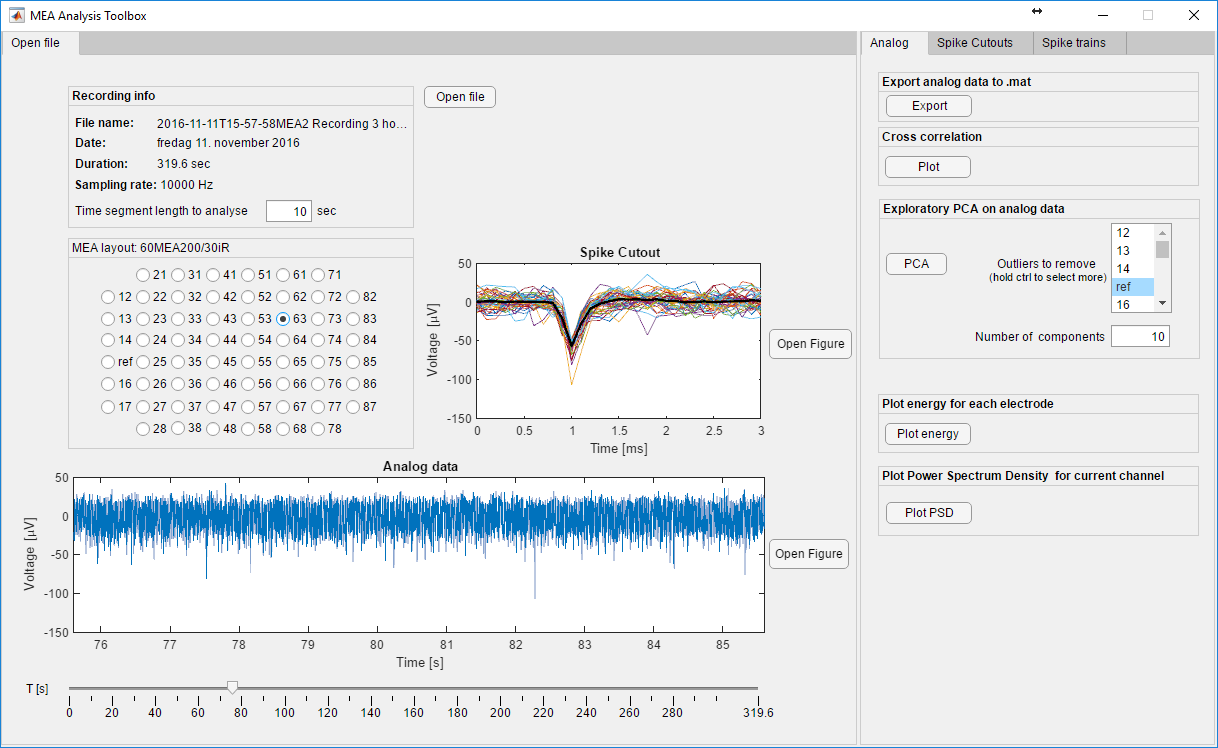 MEA Analysis Toolbox
Open file
Analog Spike Cutouts Spike trains
Recording info
File name: 2016-11-11T15-57-58MEA2 Recording 3 ho...
Date: fredag 11. november 2016
Duration: 319.6 sec
Sampling rate: 10000 Hz
Time segment length to analyse 10 sec
Open file
MEA layout: 60MEA200/30iR
21 31 41 51 61 71
12 22 32 42 52 62 72 82
13 23 33 43 53 63 73 83
14 24 34 44 54 64 74 84
ref 25 35 45 55 65 75 85
16 26 36 46 56 66 76 86
17 27 37 47 57 67 77 87
28 38 48 58 68 78
Spike Cutout
50
0
-50
-100
-150
Voltage [µV]
0 0.5 1 1.5 2 2.5 3
Time [ms]
Open Figure
Analog data
50
0
-50
-100
-150
Voltage [µV]
76 77 78 79 80 81 82 83 84 85
Time [s]
Open Figure
T [s]
0 20 40 60 80 100 120 140 160 180 200 220 240 260 280 319.6
Export analog data to .mat
Export
Cross correlation
Plot
Exploratory PCA on analog data
PCA
Outliers to remove
(hold ctrl to select more)
12
13
14
ref
16
Number of components 10
Plot energy for each electrode
Plot energy
Plot Power Spectrum Density for current channel
Plot PSD